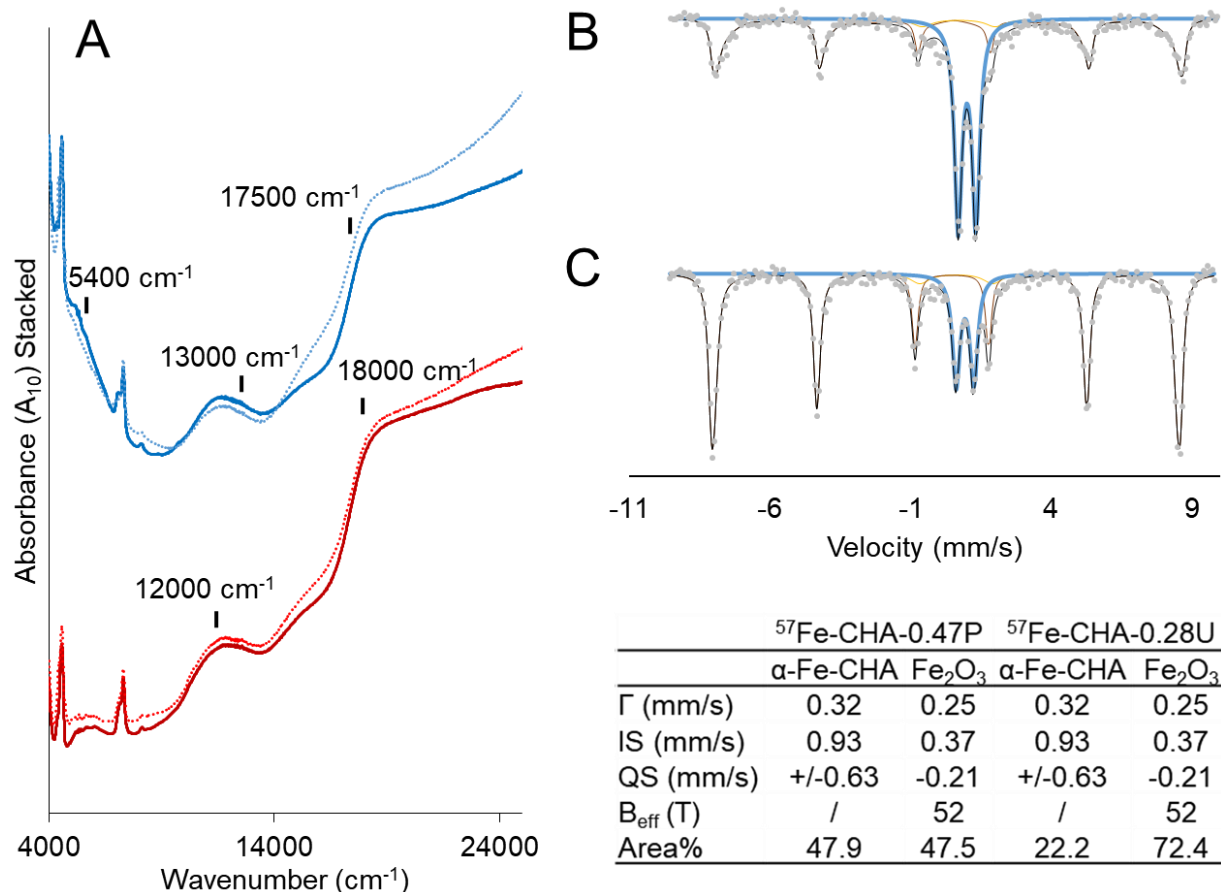 A
Absorbance (A₁₀) Stacked
17500 cm⁻¹
5400 cm⁻¹
13000 cm⁻¹
18000 cm⁻¹
12000 cm⁻¹
4000 14000 24000
Wavenumber (cm⁻¹)
B
C
-11 -6 -1 4 9
Velocity (mm/s)
⁵⁷Fe-CHA-0.47P ⁵⁷Fe-CHA-0.28U
α-Fe-CHA Fe₂O₃ α-Fe-CHA Fe₂O₃
Γ (mm/s) 0.32 0.25 0.32 0.25
IS (mm/s) 0.93 0.37 0.93 0.37
QS (mm/s) +/-0.63 -0.21 +/-0.63 -0.21
B_eff (T) / 52 / 52
Area% 47.9 47.5 22.2 72.4